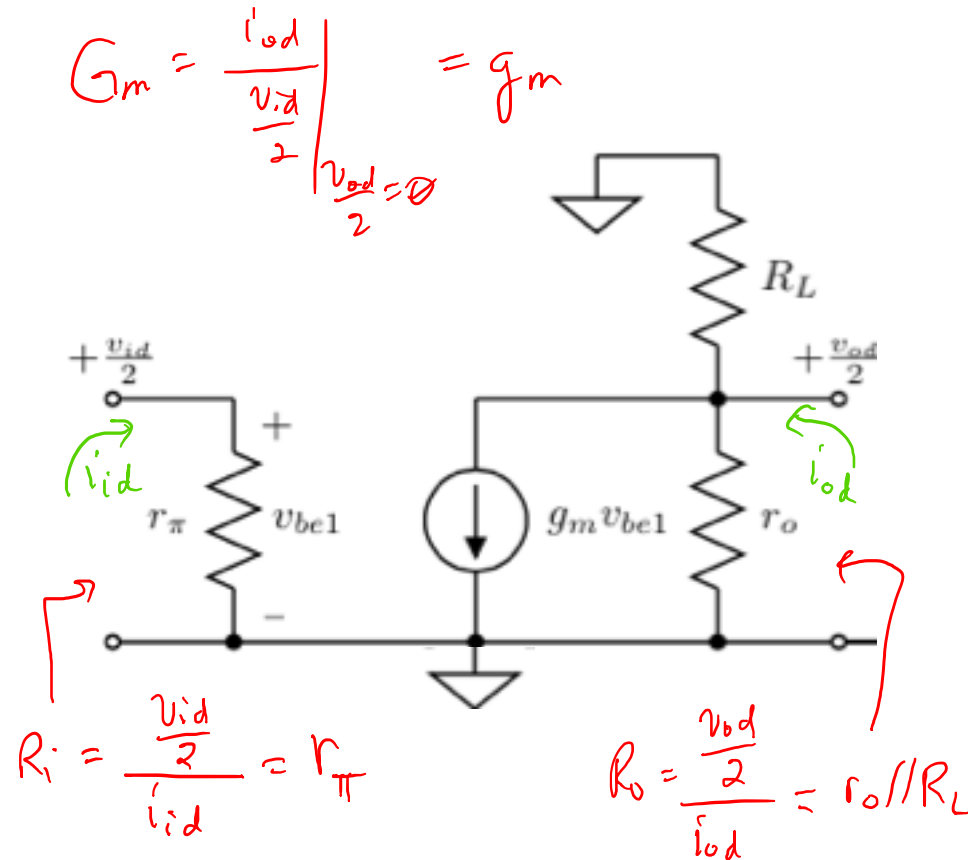 Gm = iod / (vid/2) | vod/2=0 = gm
RL
+ vid/2
+ vod/2
iid
+
rπ
vbe1
gmvbe1
ro
iod
−
Ri = (vid/2) / iid = rπ
Ro = (vod/2) / iod = ro//RL